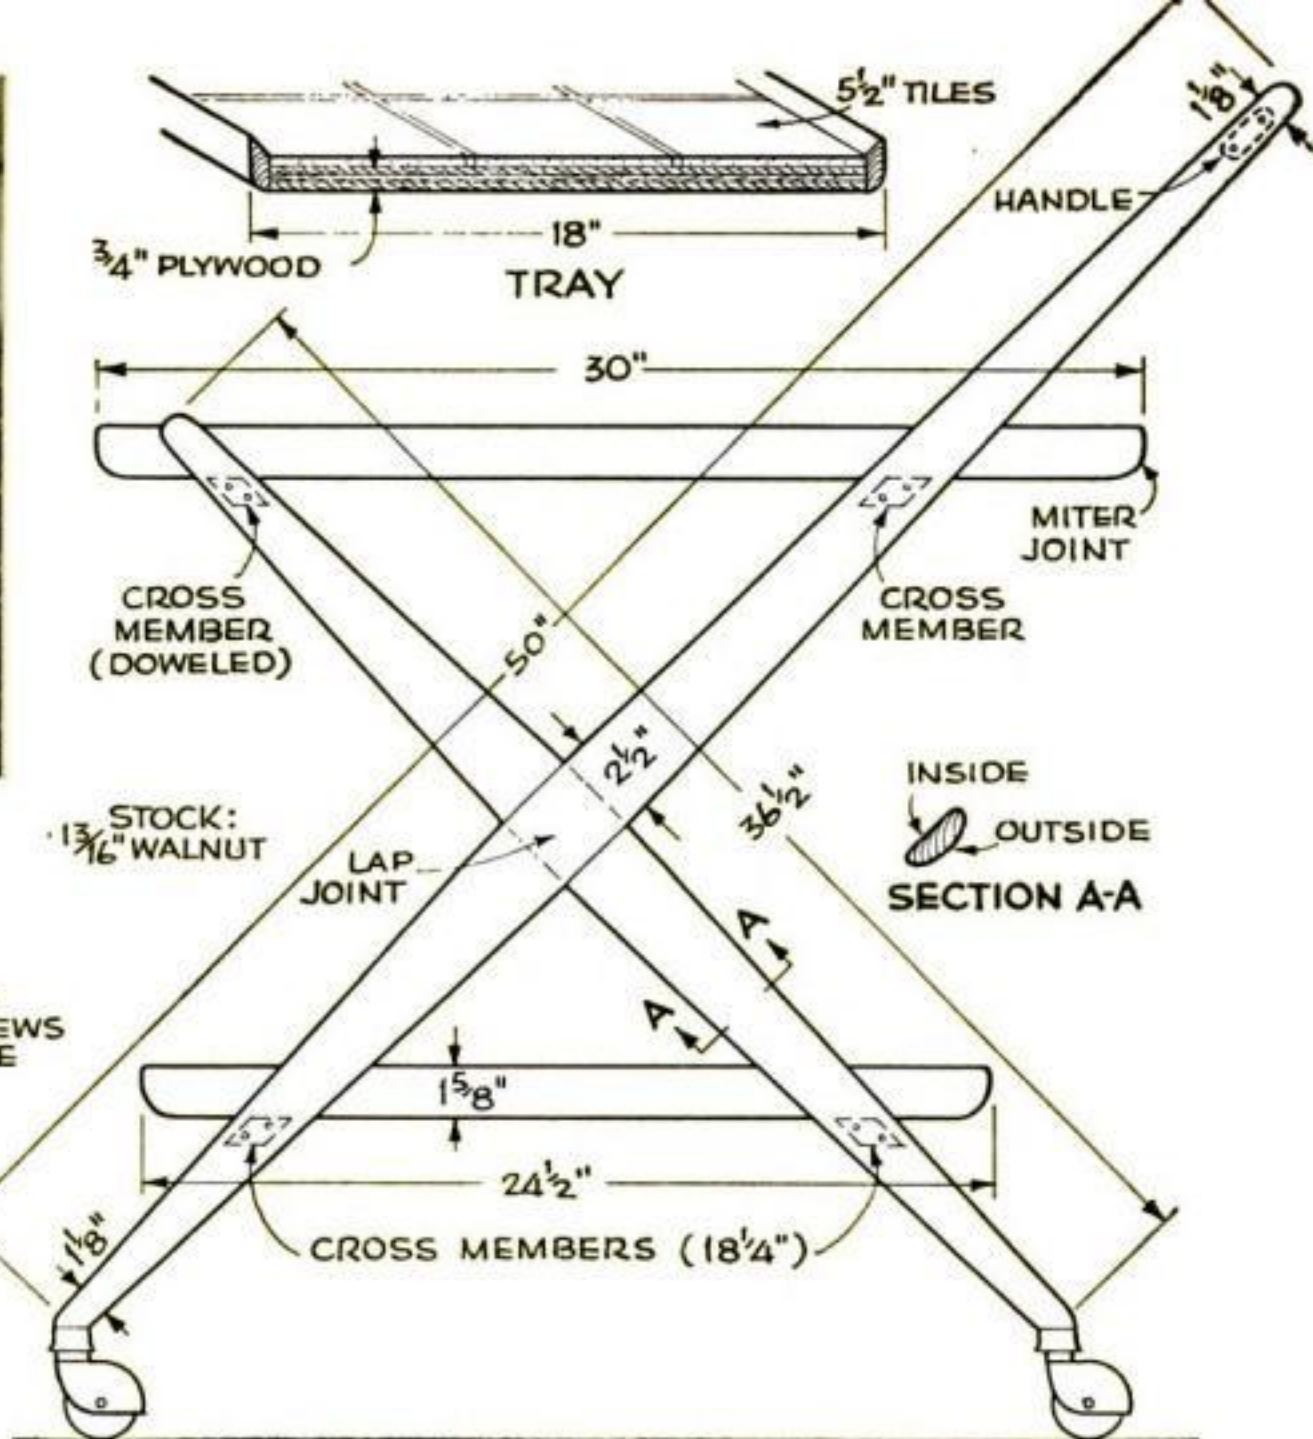 5½" TILES
1⅛"
HANDLE
18"
¾" PLYWOOD
TRAY
30"
MITER
JOINT
CROSS
MEMBER
(DOWELED)
CROSS
MEMBER
50"
2½"
36½"
INSIDE
OUTSIDE
SECTION A-A
STOCK:
13/16" WALNUT
LAP
JOINT
A
A
EWS
E
1⅝"
24½"
1⅛"
CROSS MEMBERS (18¼")